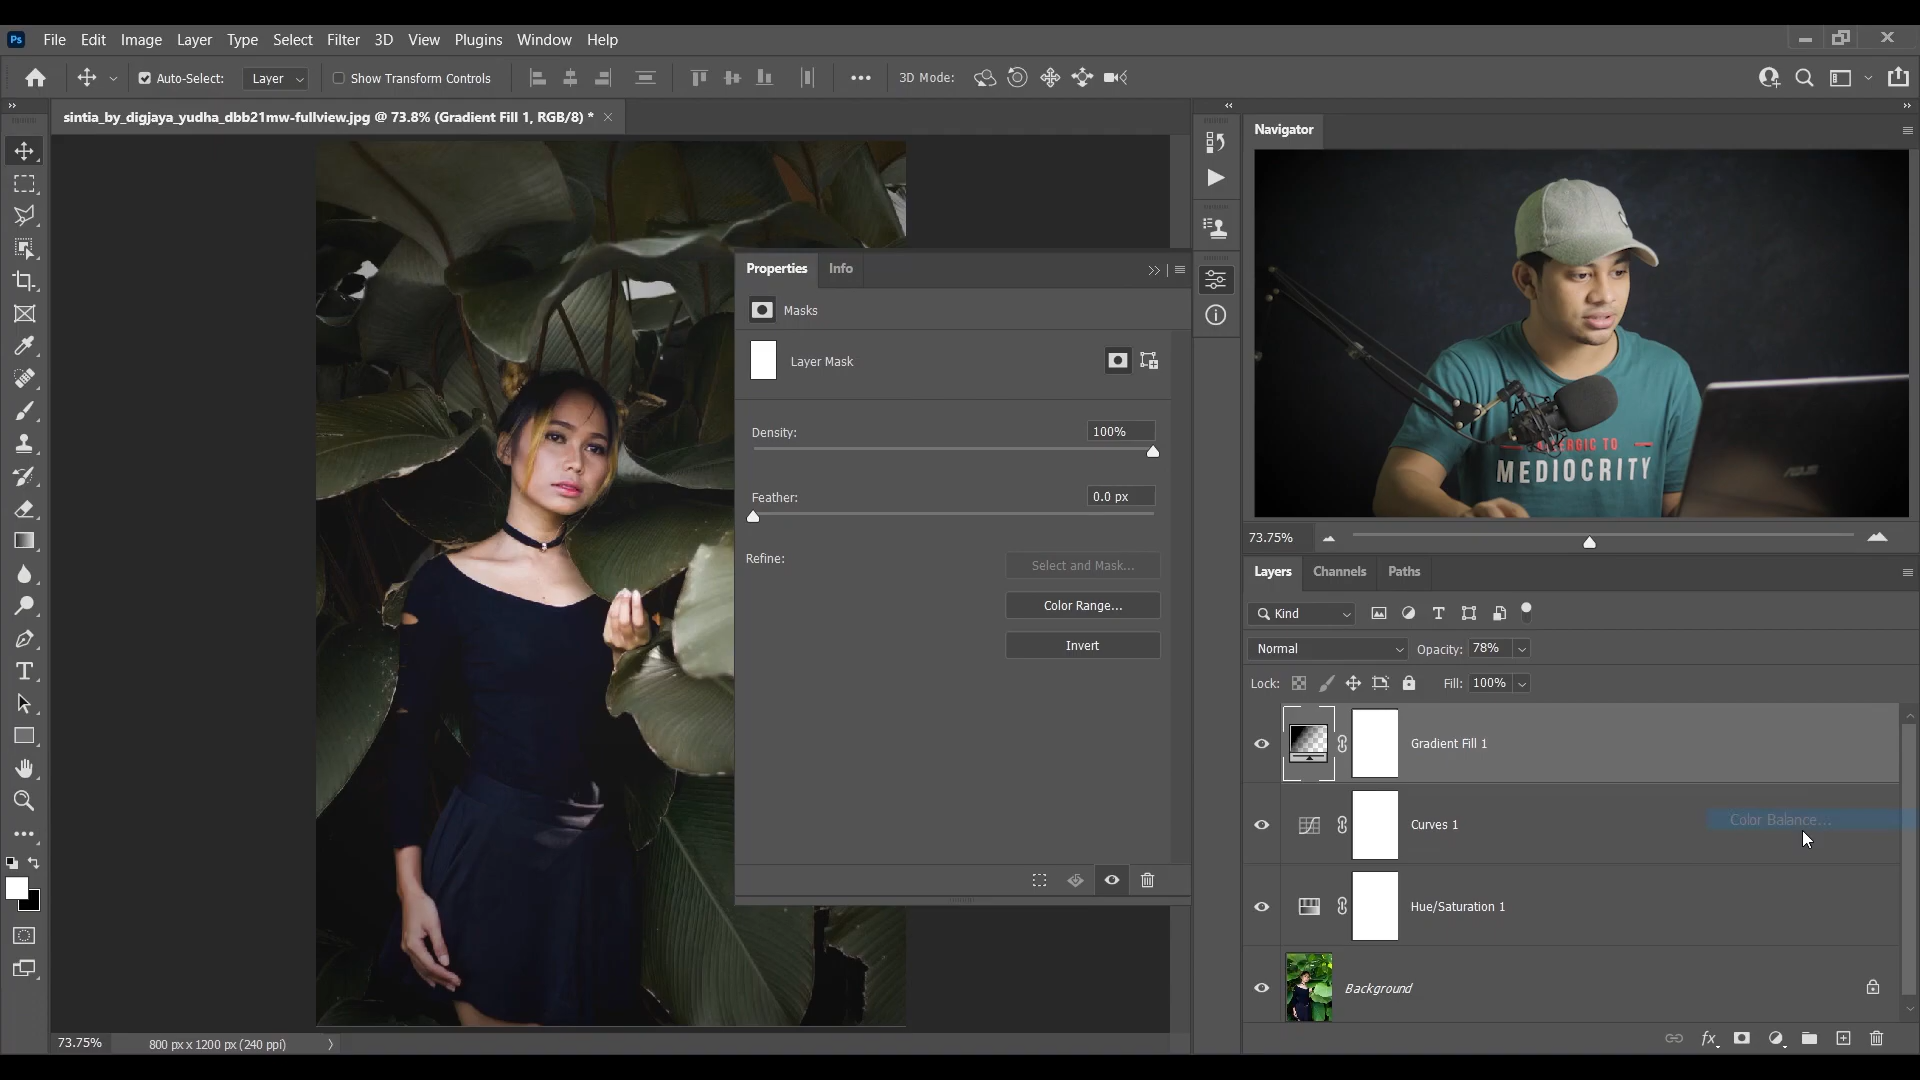 Ps File Edit Image Layer Type Select Filter 3D View Plugins Window Help
Auto-Select: Layer Show Transform Controls 3D Mode:
sintia_by_digjaya_yudha_dbb21mw-fullview.jpg @ 73.8% (Gradient Fill 1, RGB/8) *
Properties Info
Masks
Layer Mask
Density: 100%
Feather: 0.0 px
Refine: Select and Mask...
Color Range...
Invert
Navigator
MEDIOCRITY
ASUS
73.75%
Layers Channels Paths
Kind
Normal Opacity: 78%
Lock: Fill: 100%
Gradient Fill 1
Color Balance...
Curves 1
Hue/Saturation 1
Background
fx
73.75% 800 px x 1200 px (240 ppi)